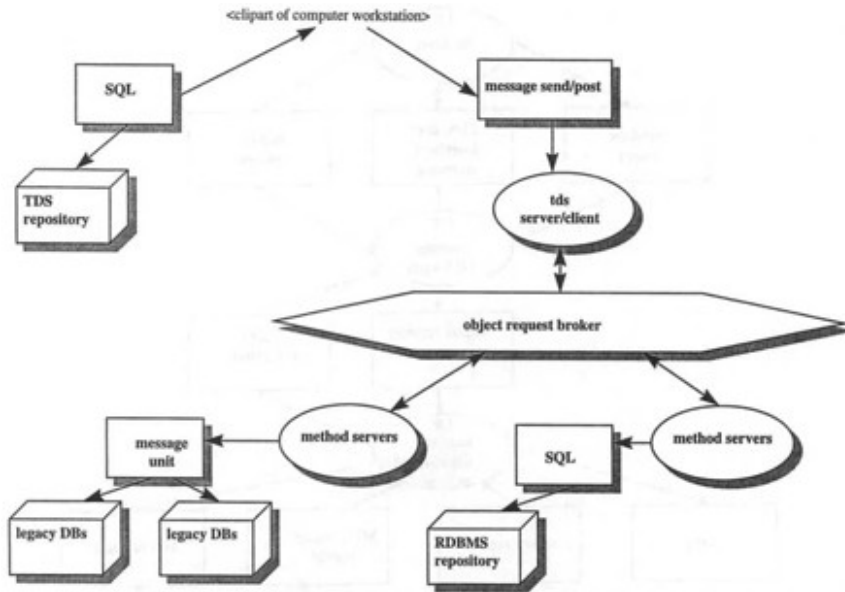 <clipart of computer workstation>
SQL
message send/post
TDS
repository
tds
server/client
object request broker
method servers
message
unit
method servers
SQL
legacy DBs
legacy DBs
RDBMS
repository